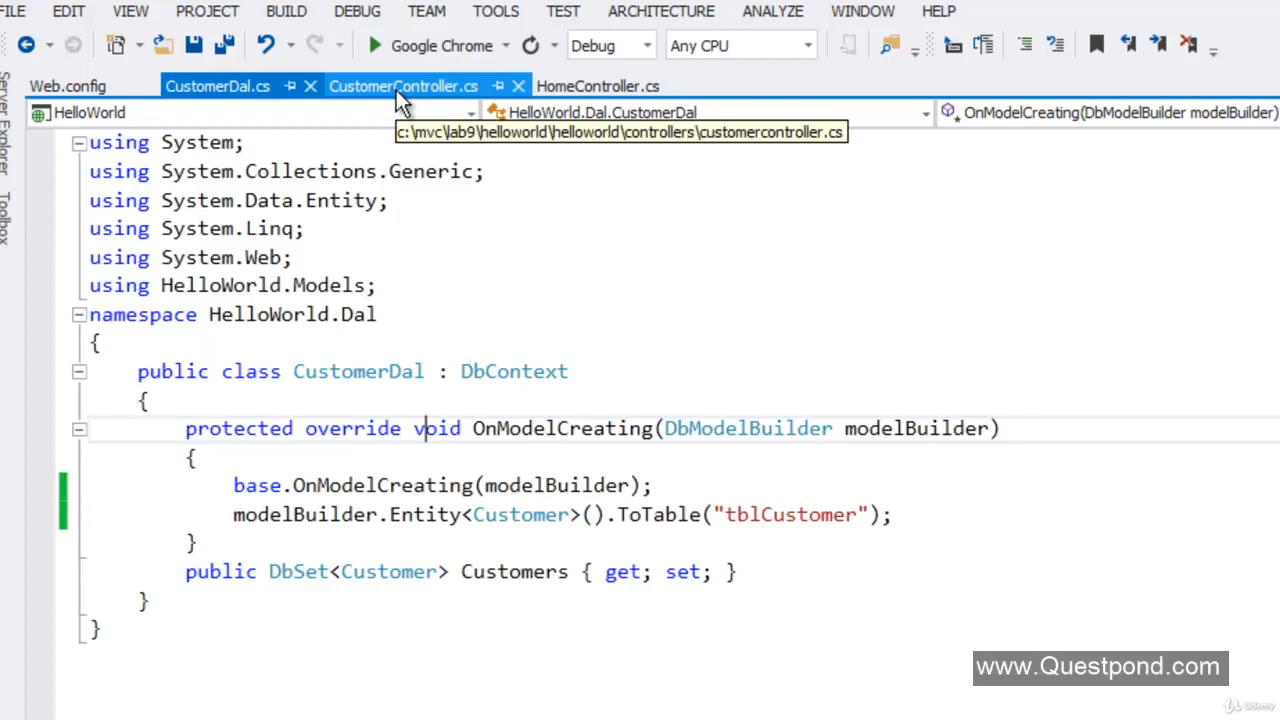 FILE EDIT VIEW PROJECT BUILD DEBUG TEAM TOOLS TEST ARCHITECTURE ANALYZE WINDOW HELP
Google Chrome Debug Any CPU
Server Explorer
Toolbox
Web.config CustomerDal.cs CustomerController.cs HomeController.cs
HelloWorld HelloWorld.Dal.CustomerDal OnModelCreating(DbModelBuilder modelBuilder)
c:\mvc\lab9\helloworld\helloworld\controllers\customercontroller.cs
using System;
using System.Collections.Generic;
using System.Data.Entity;
using System.Linq;
using System.Web;
using HelloWorld.Models;
namespace HelloWorld.Dal
{
public class CustomerDal : DbContext
{
protected override void OnModelCreating(DbModelBuilder modelBuilder)
{
base.OnModelCreating(modelBuilder);
modelBuilder.Entity<Customer>().ToTable("tblCustomer");
}
public DbSet<Customer> Customers { get; set; }
}
}
www.Questpond.com
Udemy